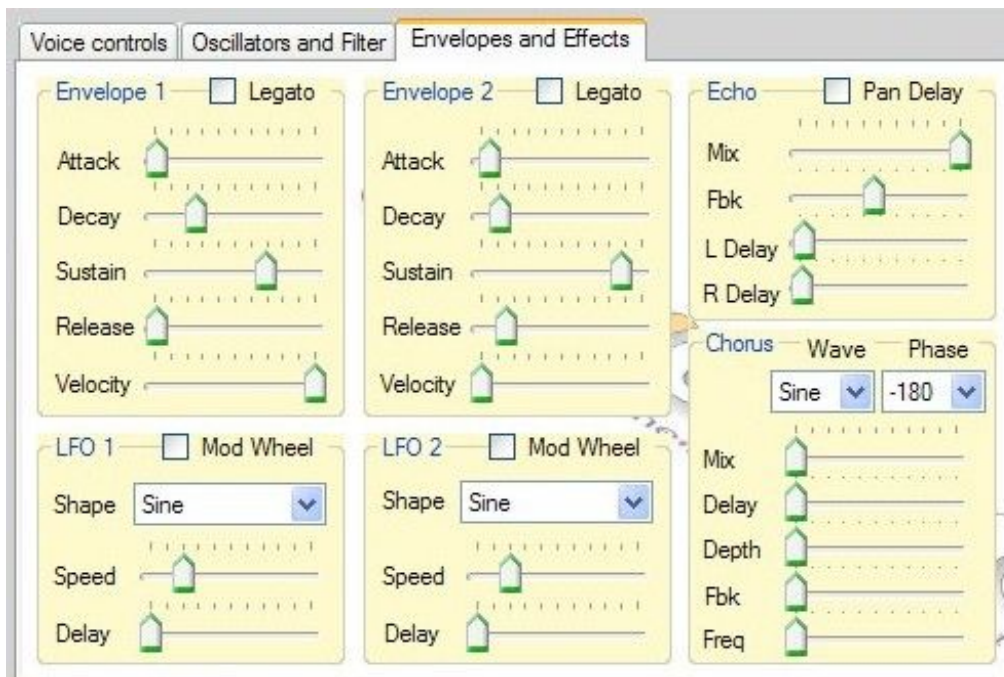 Voice controls Oscillators and Filter Envelopes and Effects
Envelope 1 Legato
Attack
Decay
Sustain
Release
Velocity
Envelope 2 Legato
Attack
Decay
Sustain
Release
Velocity
Echo Pan Delay
Mix
Fbk
L Delay
R Delay
LFO 1 Mod Wheel
Shape Sine
Speed
Delay
LFO 2 Mod Wheel
Shape Sine
Speed
Delay
Chorus Wave Phase
Sine -180
Mix
Delay
Depth
Fbk
Freq